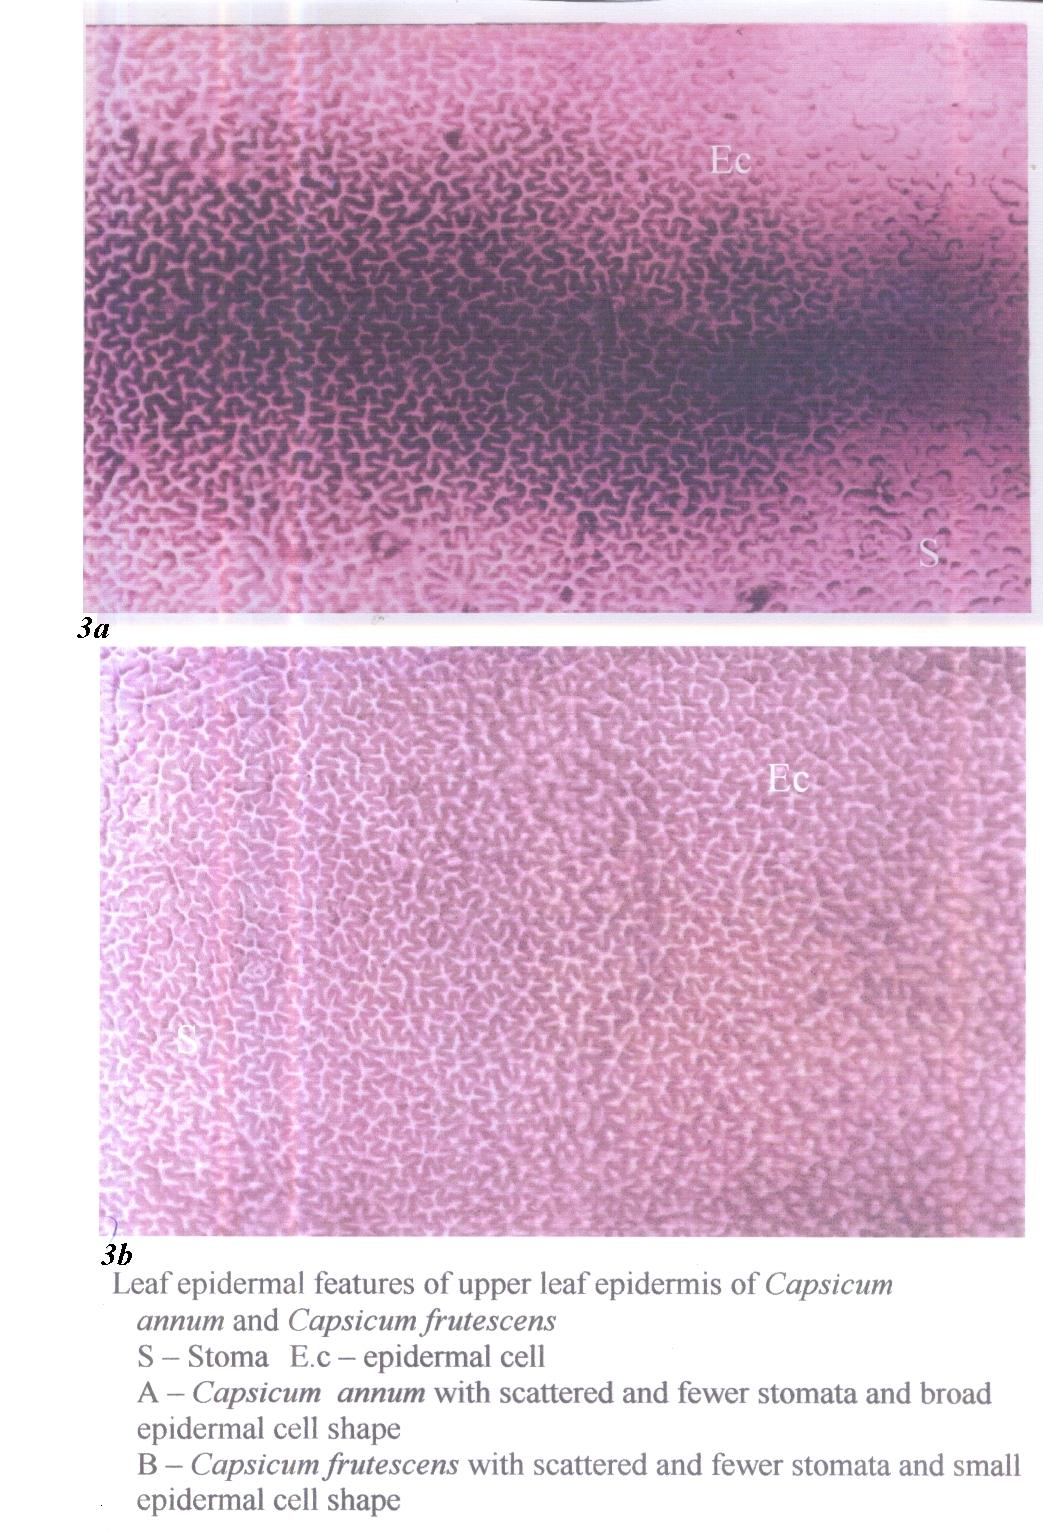 Ec
S
3a
Ec
S
3b
Leaf epidermal features of upper leaf epidermis of Capsicum
annum and Capsicum frutescens
S – Stoma E.c – epidermal cell
A – Capsicum annum with scattered and fewer stomata and broad
epidermal cell shape
B – Capsicum frutescens with scattered and fewer stomata and small
epidermal cell shape